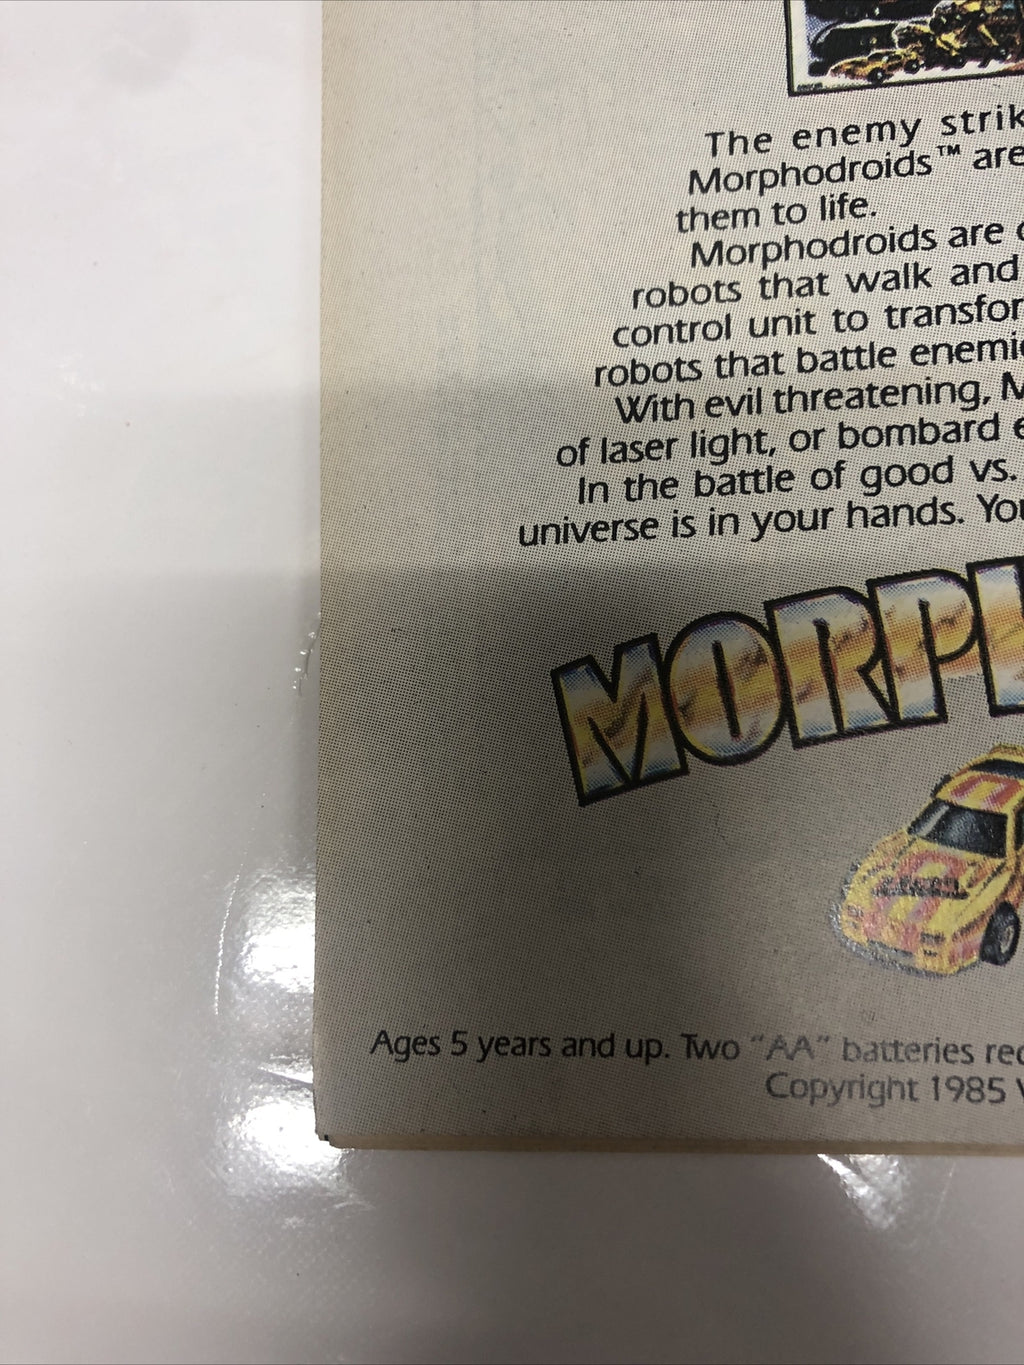 The enemy strik
Morphodroids™ are
them to life.
Morphodroids are
robots that walk and
control unit to transfor
robots that battle enemi
With evil threatening, M
of laser light, or bombard e
In the battle of good vs.
universe is in your hands. You
MORPH
Ages 5 years and up. Two "AA" batteries req
Copyright 1985